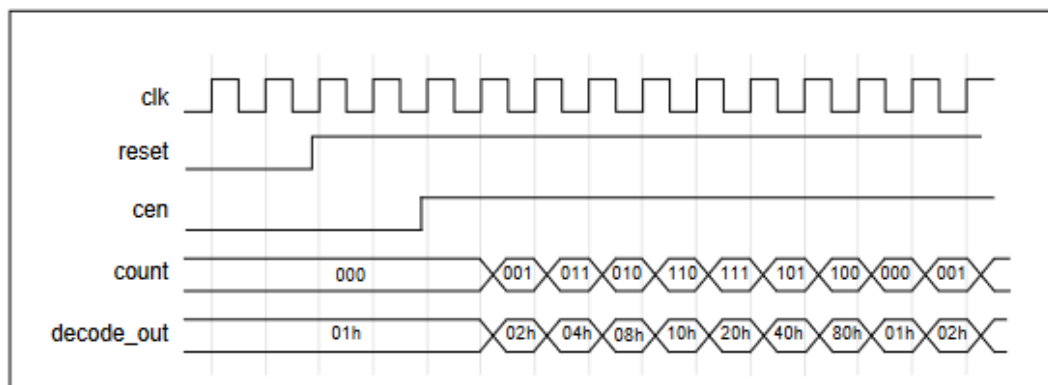 clk
reset
cen
count 000 001 011 010 110 111 101 100 000 001
decode_out 01h 02h 04h 08h 10h 20h 40h 80h 01h 02h